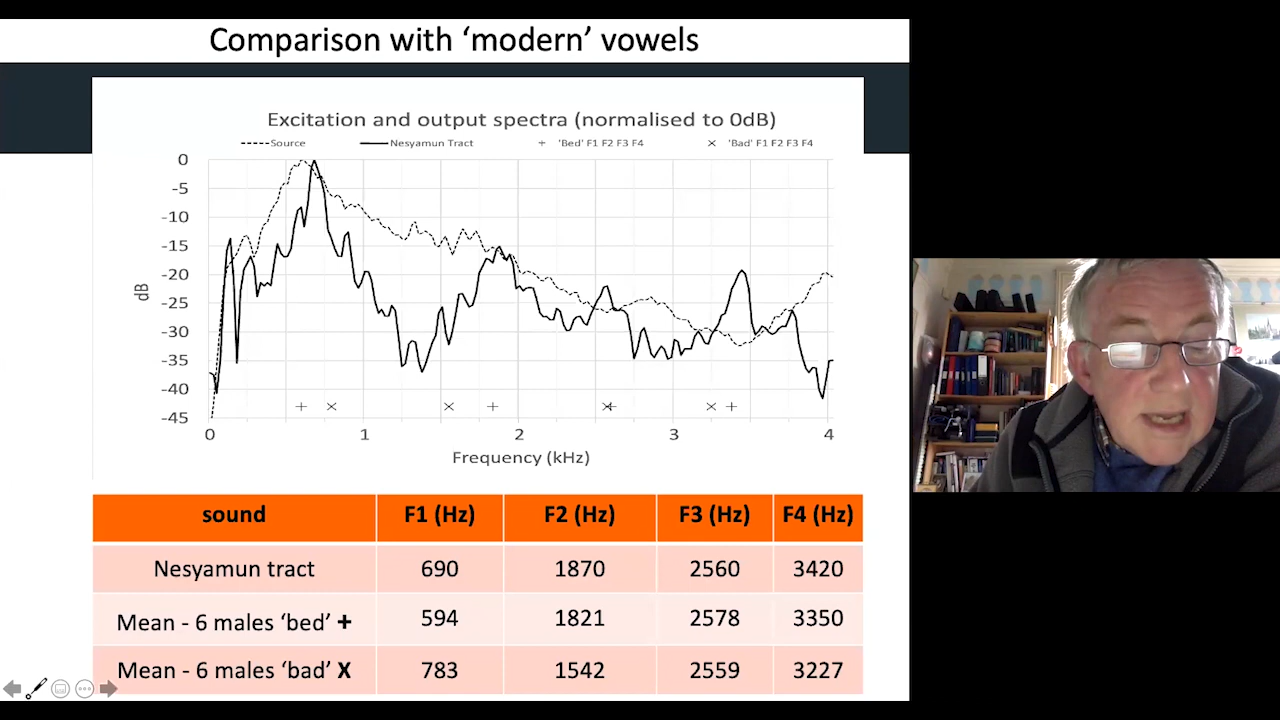 Comparison with ‘modern’ vowels
Excitation and output spectra (normalised to 0dB)
Source Nesyamun Tract + 'Bed' F1 F2 F3 F4 × 'Bad' F1 F2 F3 F4
0
-5
-10
-15
-20
-25
-30
-35
-40
-45
dB
0 1 2 3 4
Frequency (kHz)
sound F1 (Hz) F2 (Hz) F3 (Hz) F4 (Hz)
Nesyamun tract 690 1870 2560 3420
Mean - 6 males ‘bed’ + 594 1821 2578 3350
Mean - 6 males ‘bad’ X 783 1542 2559 3227